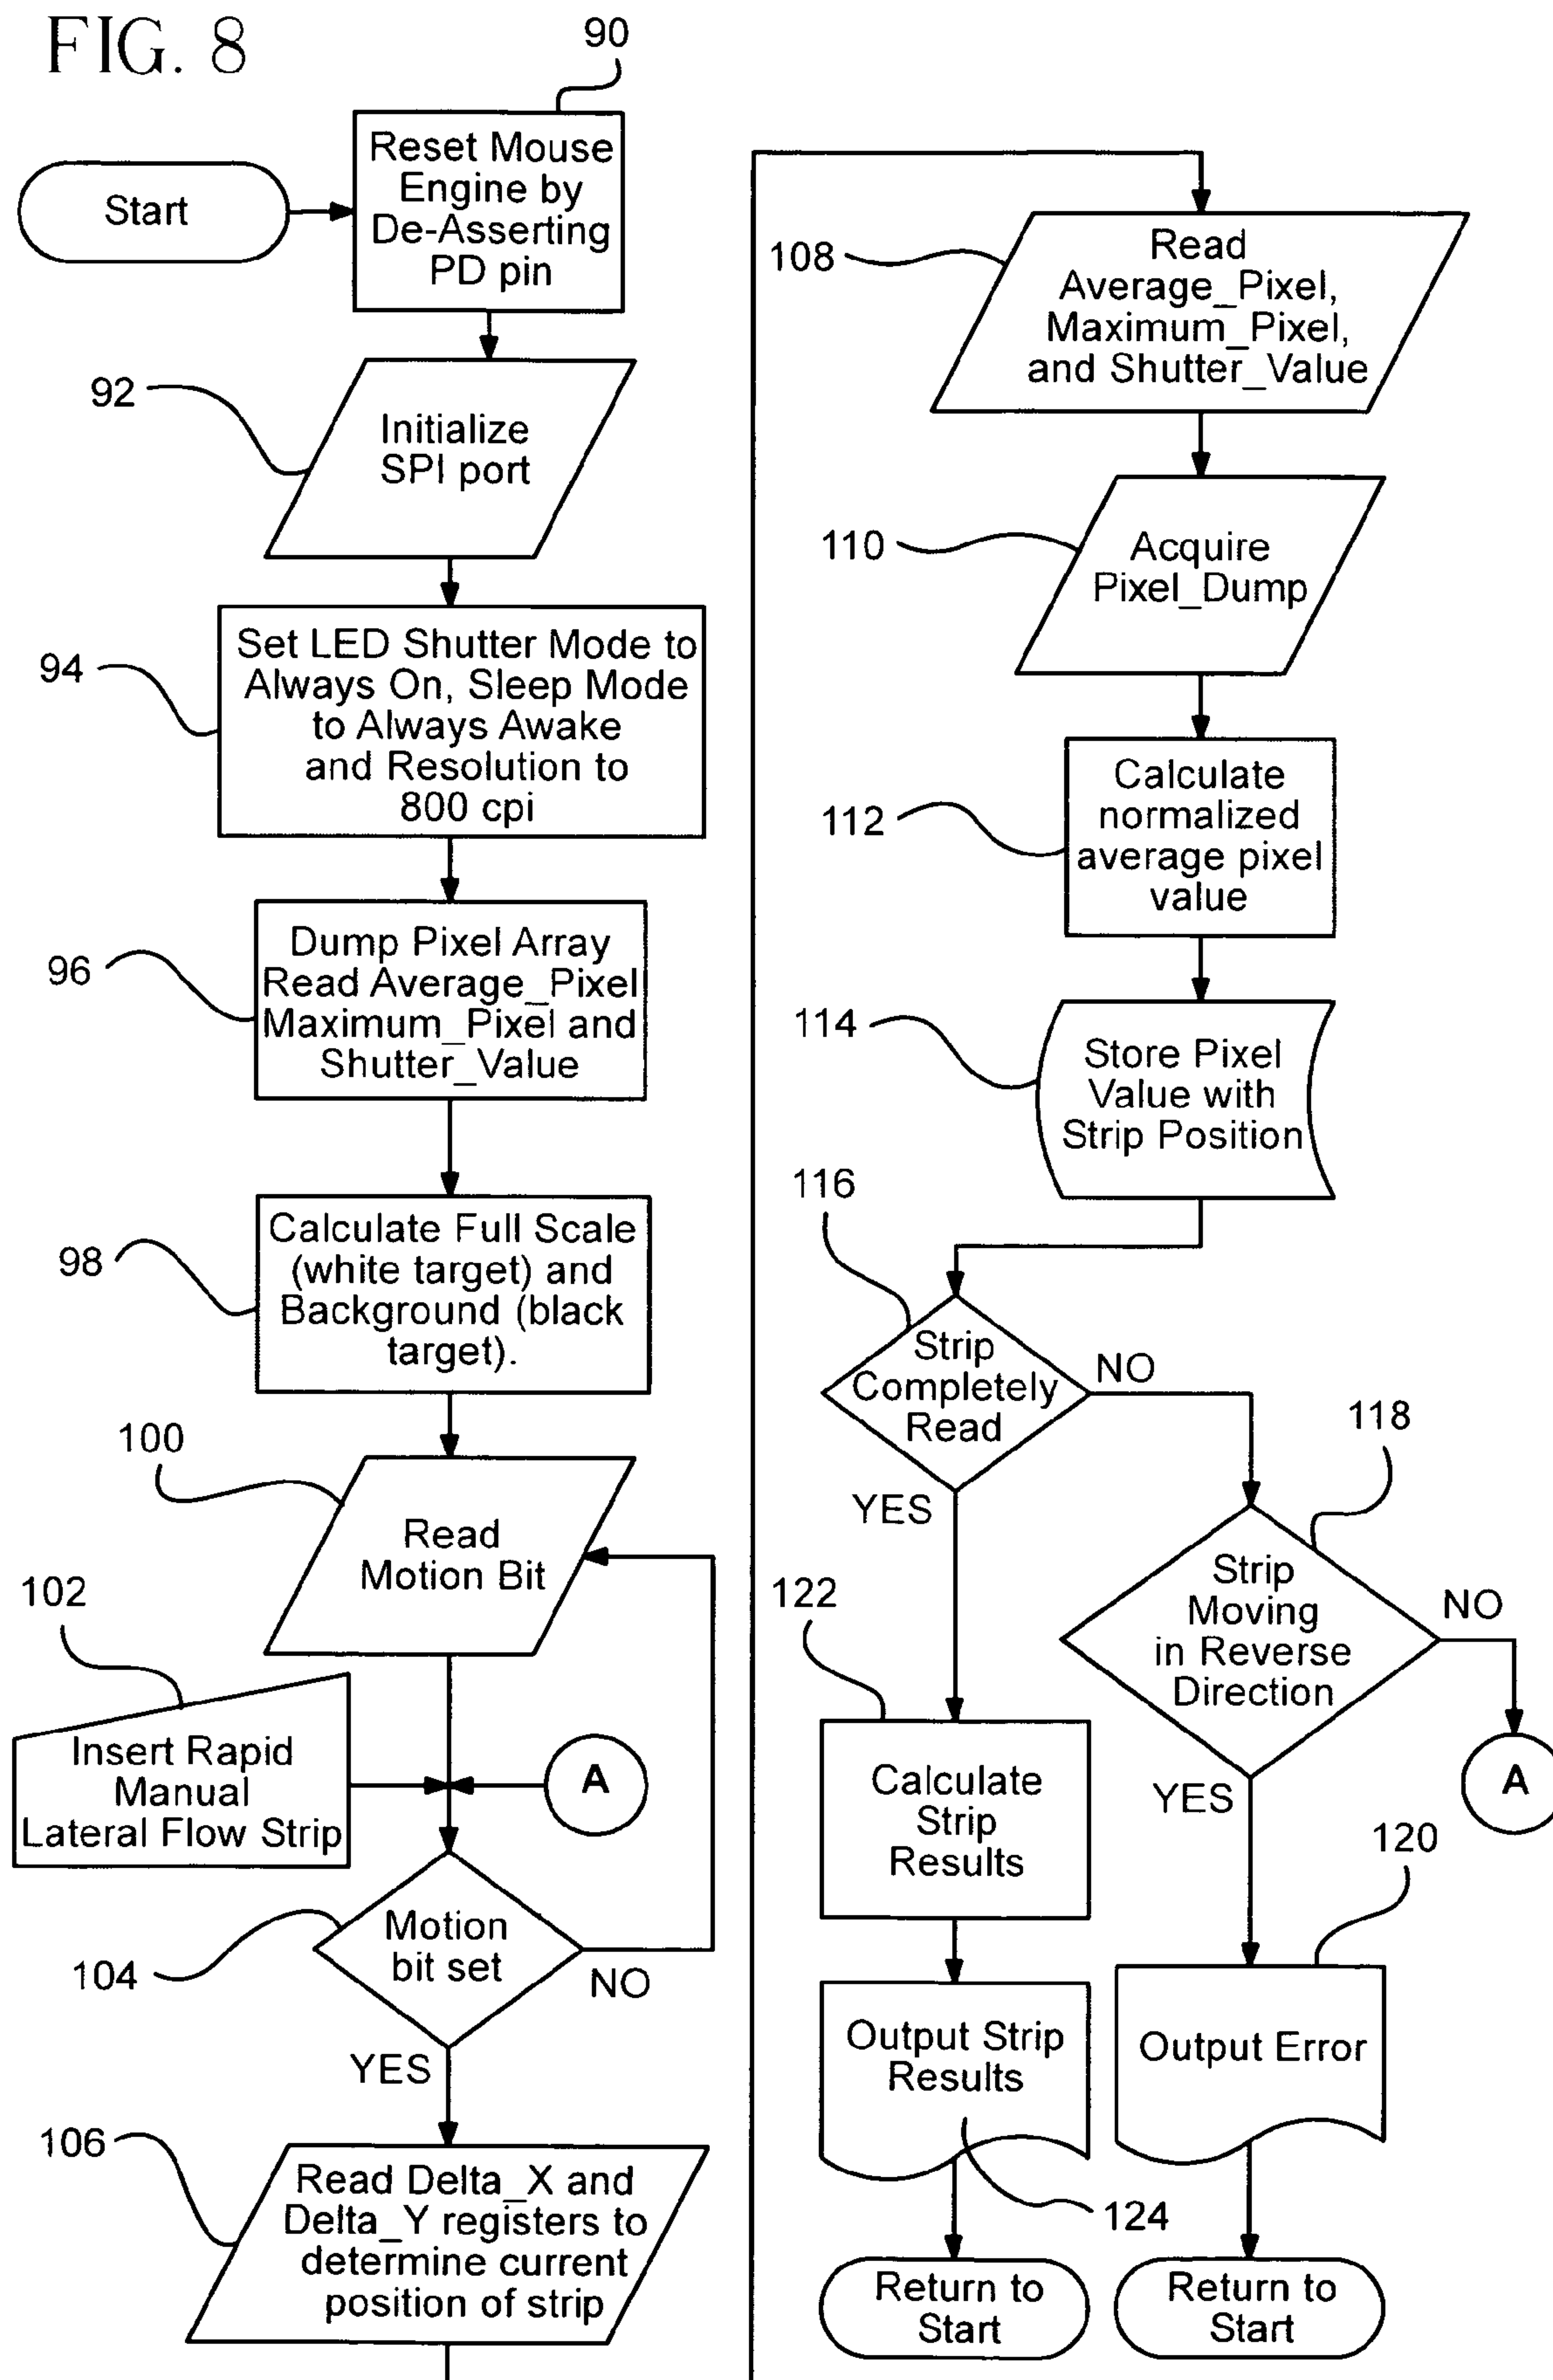 FIG. 8
90
Start
Reset Mouse
Engine by
De-Asserting
PD pin
92
Initialize
SPI port
94
Set LED Shutter Mode to
Always On, Sleep Mode
to Always Awake
and Resolution to
800 cpi
96
Dump Pixel Array
Read Average_Pixel
Maximum_Pixel and
Shutter_Value
98
Calculate Full Scale
(white target) and
Background (black
target).
100
Read
Motion Bit
102
Insert Rapid
Manual
Lateral Flow Strip
A
104
Motion
bit set
NO
YES
106
Read Delta_X and
Delta_Y registers to
determine current
position of strip
108
Read
Average_Pixel,
Maximum_Pixel,
and Shutter_Value
110
Acquire
Pixel_Dump
112
Calculate
normalized
average pixel
value
114
Store Pixel
Value with
Strip Position
116
Strip
Completely
Read
NO
YES
118
Strip
Moving
in Reverse
Direction
NO
A
YES
122
Calculate
Strip
Results
120
Output Strip
Results
124
Output Error
Return to
Start
Return to
Start